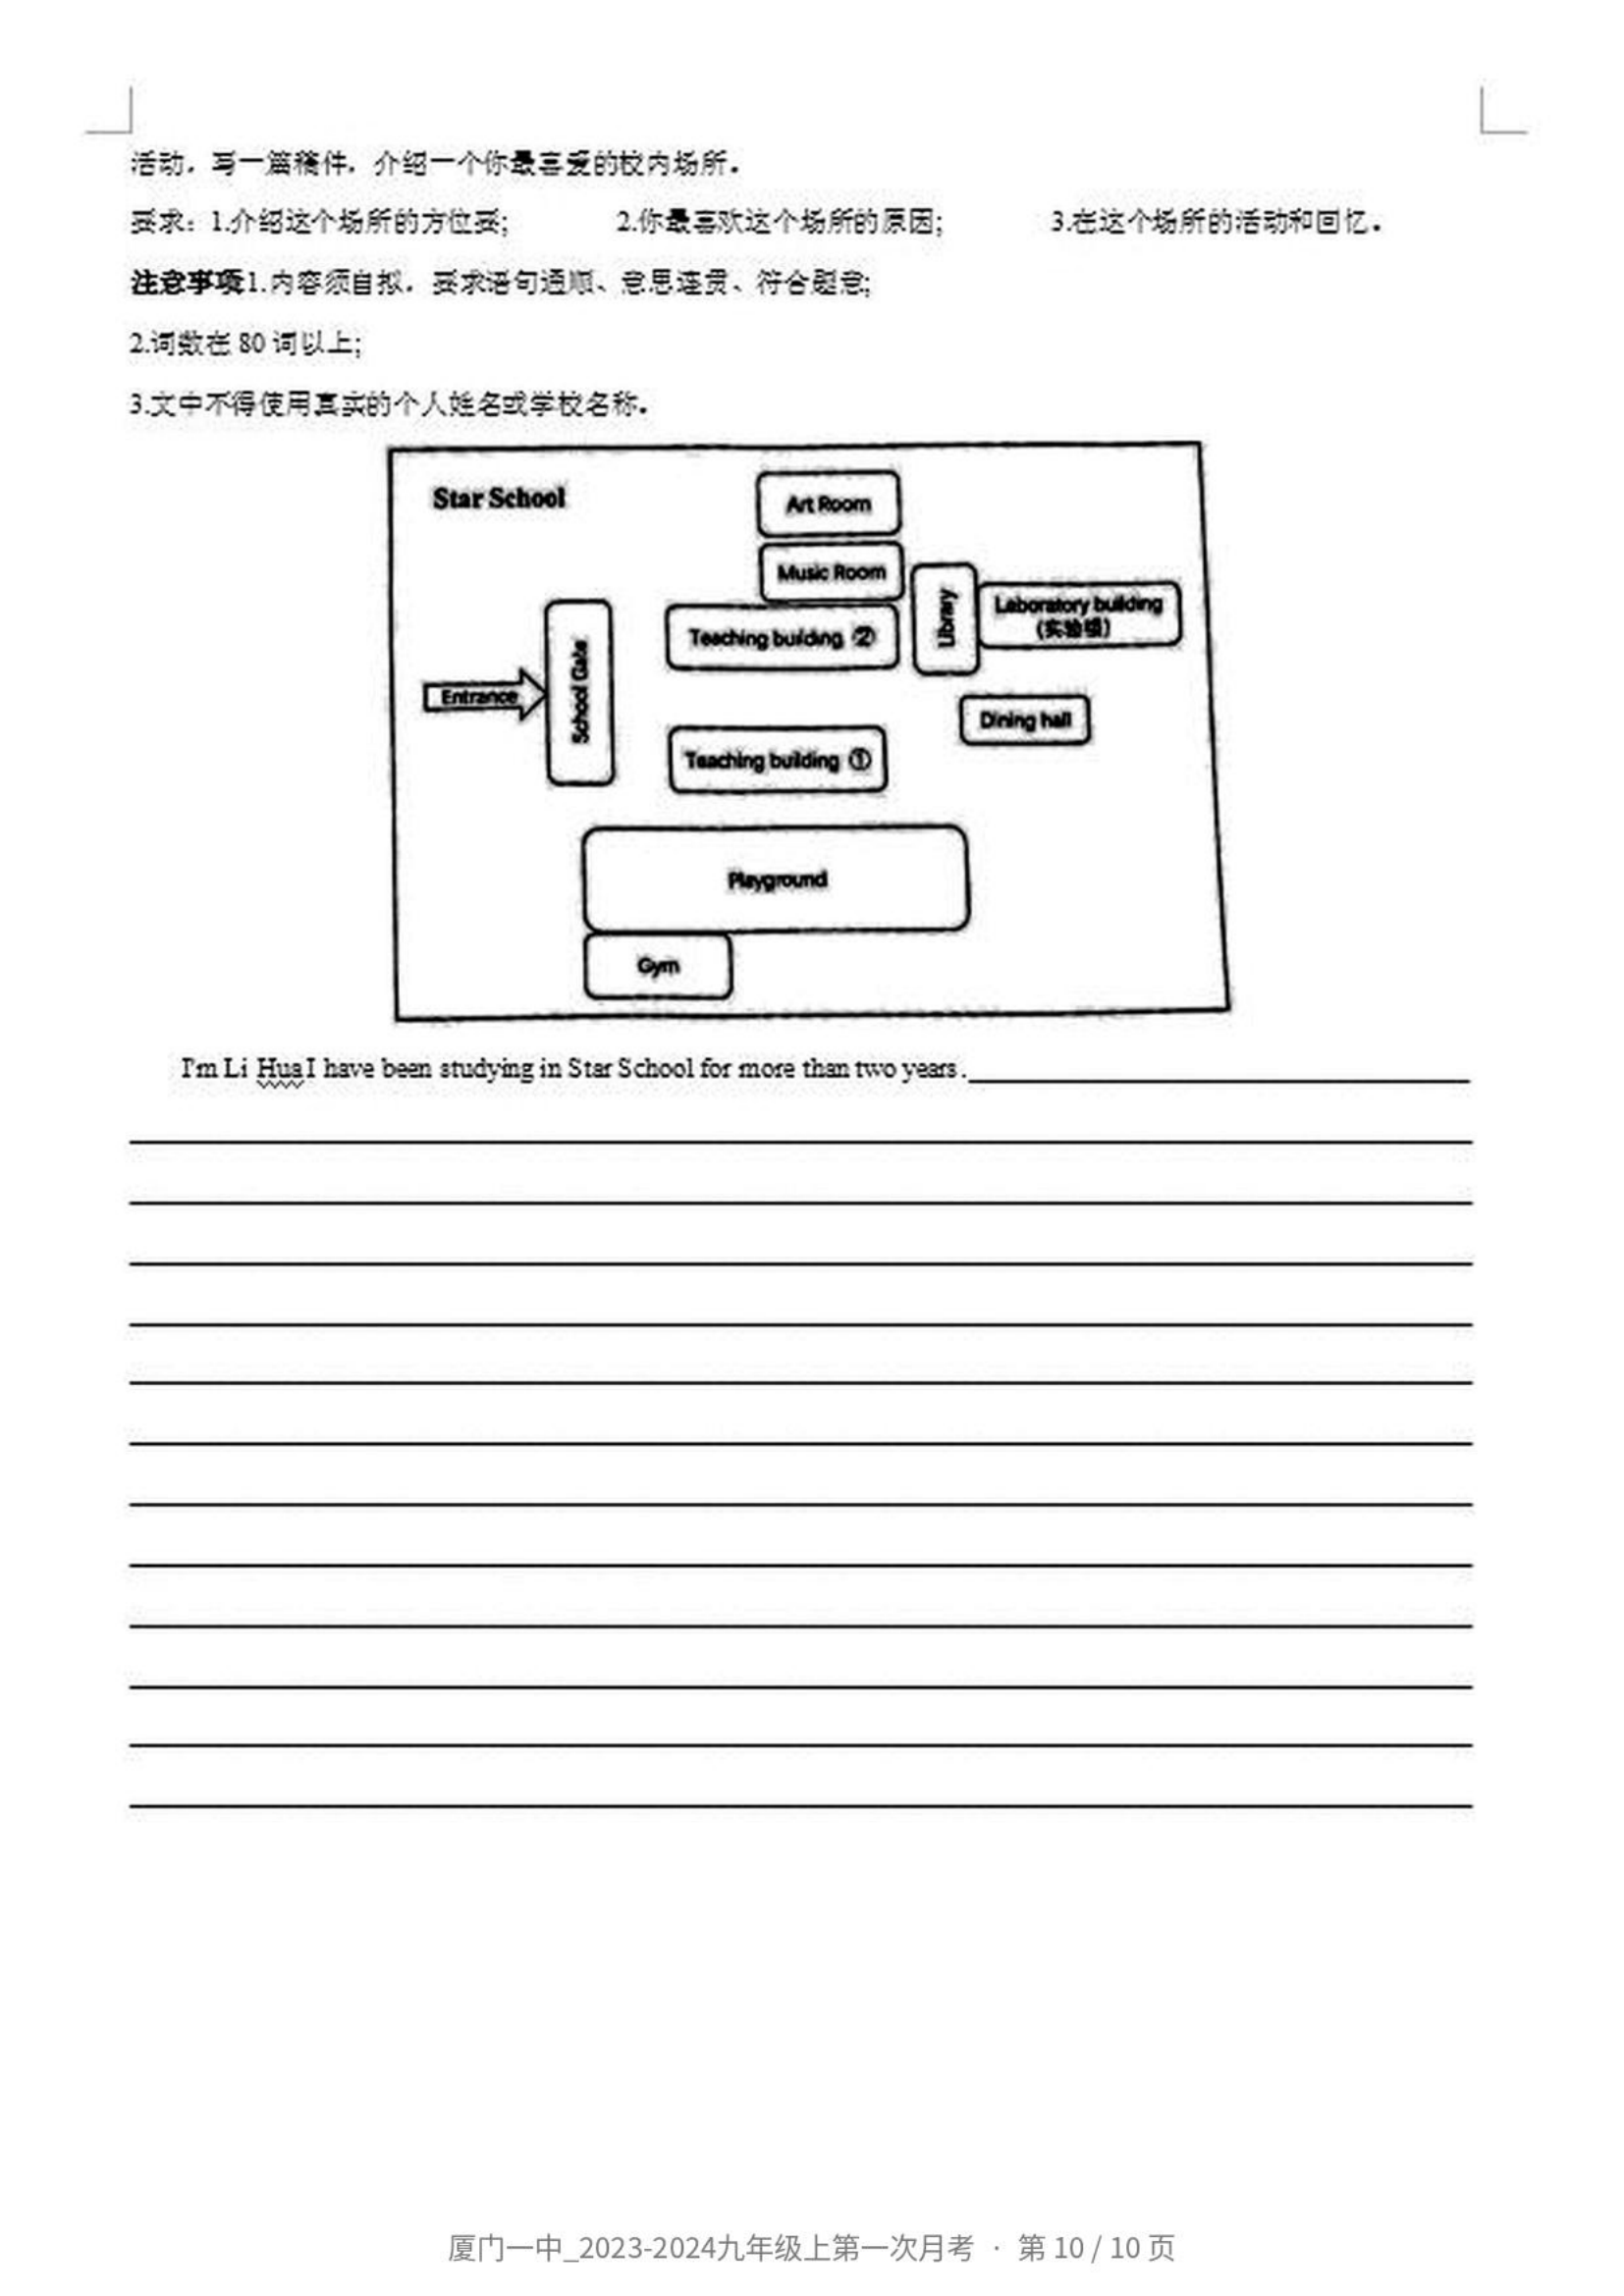 活动，写一篇稿件，介绍一个你最喜爱的校内场所。
要求：1.介绍这个场所的方位要; 2.你最喜欢这个场所的原因; 3.在这个场所的活动和回忆。
注意事项1.内容须自拟，要求语句通顺、意思连贯、符合题意;
2.词数在 80 词以上;
3.文中不得使用真实的个人姓名或学校名称。
Star School
Art Room
Music Room
Library
Laboratory building
(实验楼)
Teaching building ②
School Gate
Entrance
Dining hall
Teaching building ①
Playground
Gym
I'm Li Hua I have been studying in Star School for more than two years.
厦门一中_2023-2024九年级上第一次月考 · 第 10 / 10 页